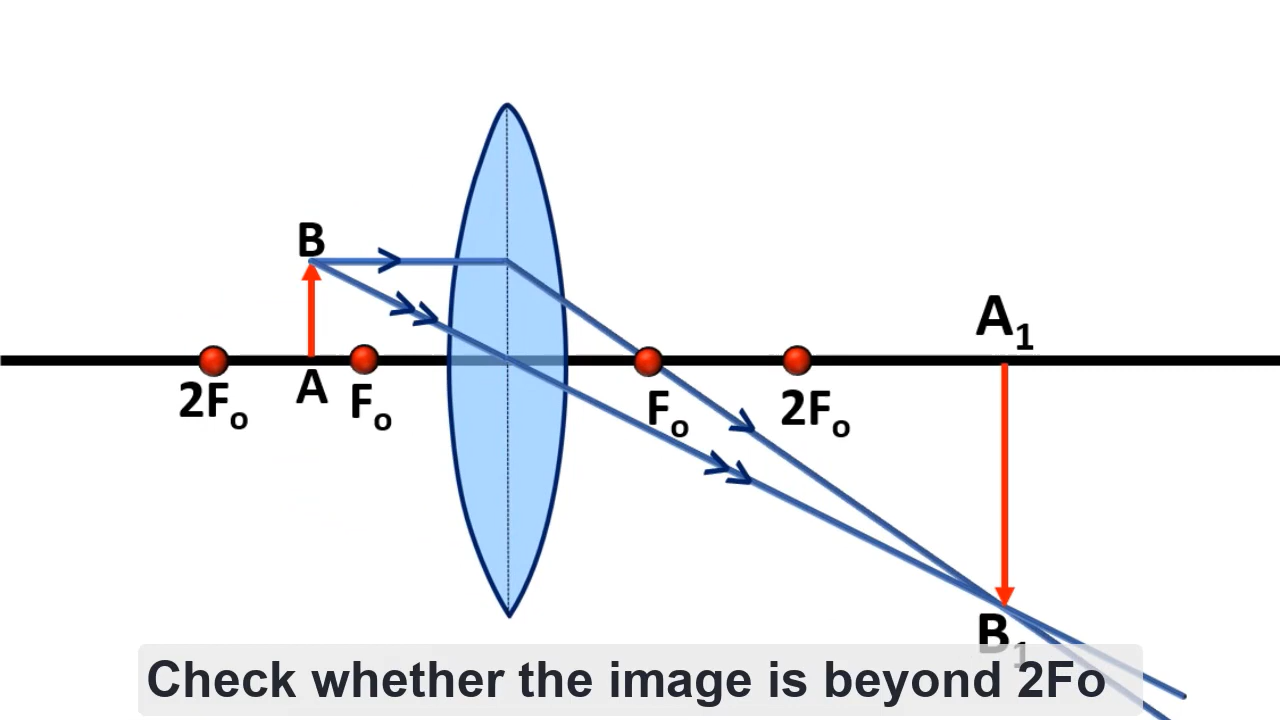 B
A₁
2Fₒ A Fₒ Fₒ 2Fₒ
B₁
Check whether the image is beyond 2Fo